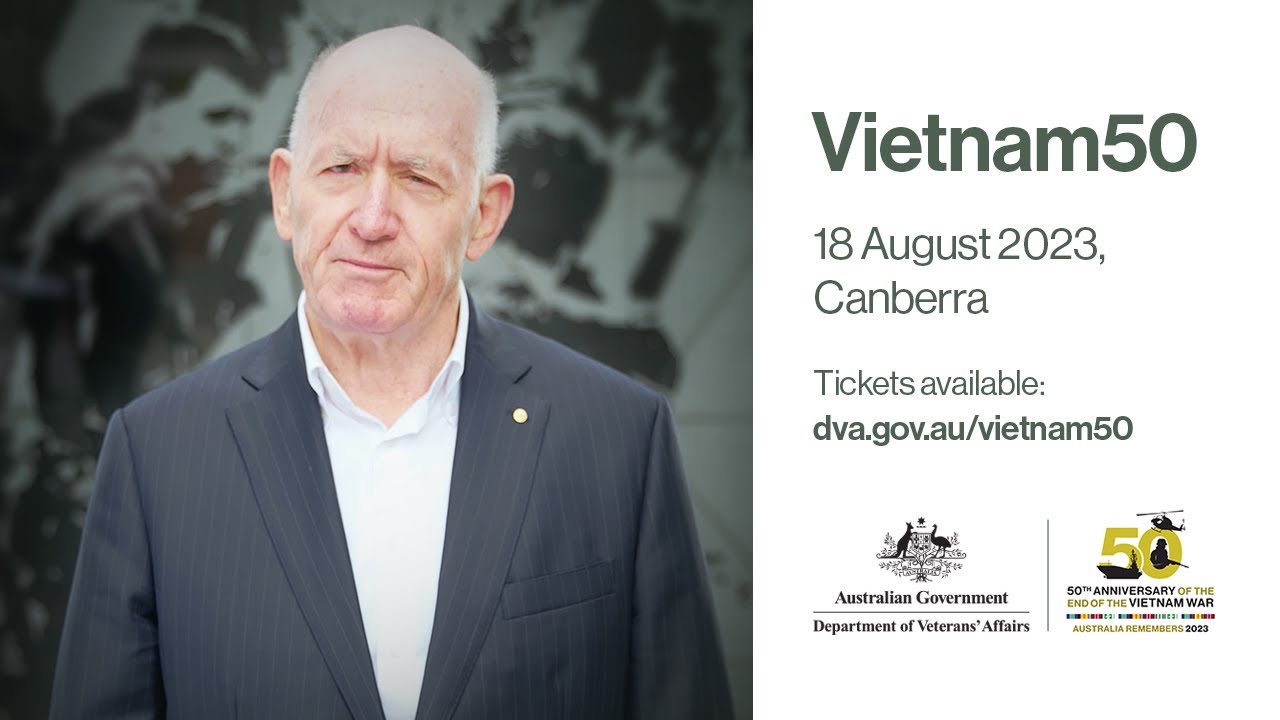 Vietnam50
18 August 2023,
Canberra
Tickets available:
dva.gov.au/vietnam50
AUSTRALIA
Australian Government
Department of Veterans' Affairs
50
50TH ANNIVERSARY OF THE
END OF THE VIETNAM WAR
AUSTRALIA REMEMBERS 2023